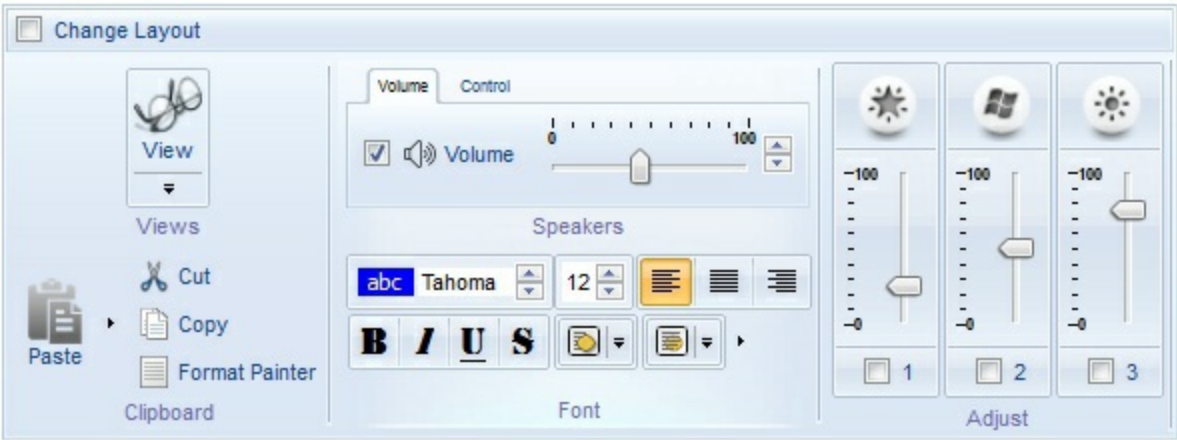 Change Layout
View
Views
Paste
Cut
Copy
Format Painter
Clipboard
Volume Control
Volume
0 100
Speakers
abc Tahoma 12
B I U S
Font
100 100 100
0 0 0
1 2 3
Adjust